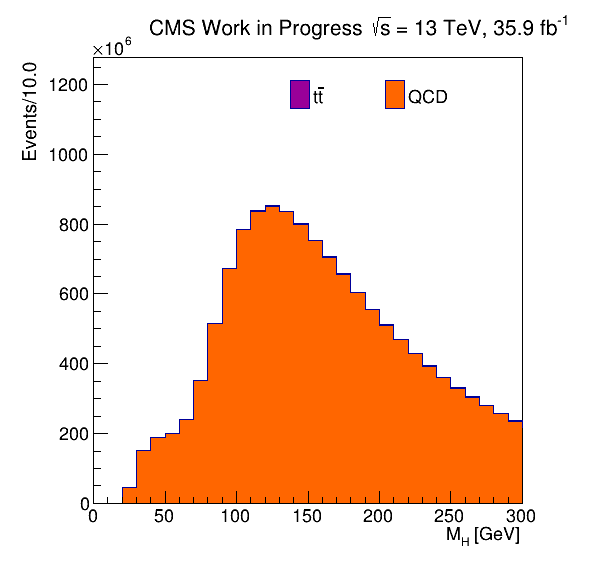 CMS Work in Progress √s = 13 TeV, 35.9 fb⁻¹
×10⁶
Events/10.0
tt̅ QCD
1200
1000
800
600
400
200
0
0 50 100 150 200 250 300
M_H [GeV]